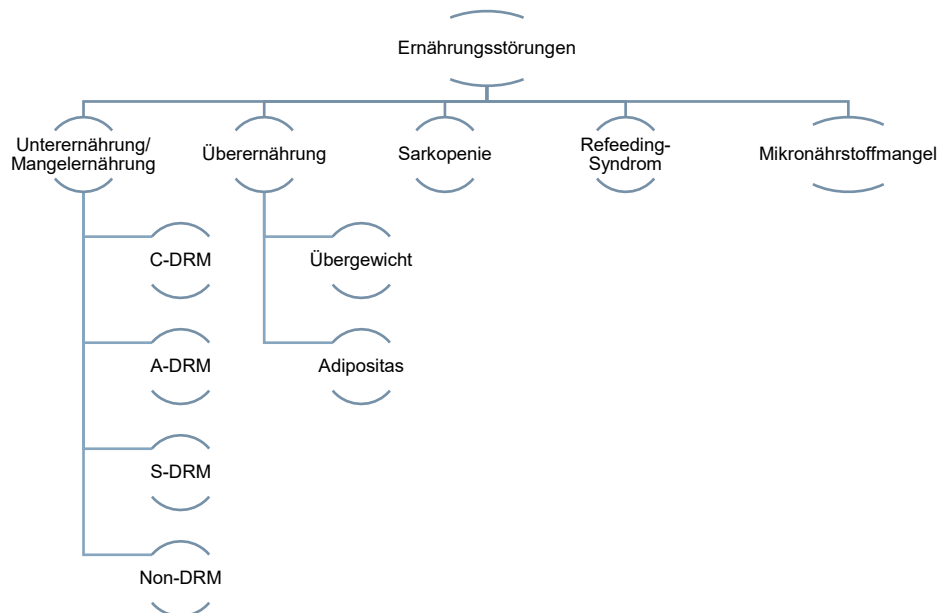 Ernährungsstörungen
Unterernährung/
Mangelernährung
Überernährung
Sarkopenie
Refeeding-
Syndrom
Mikronährstoffmangel
C-DRM
A-DRM
S-DRM
Non-DRM
Übergewicht
Adipositas